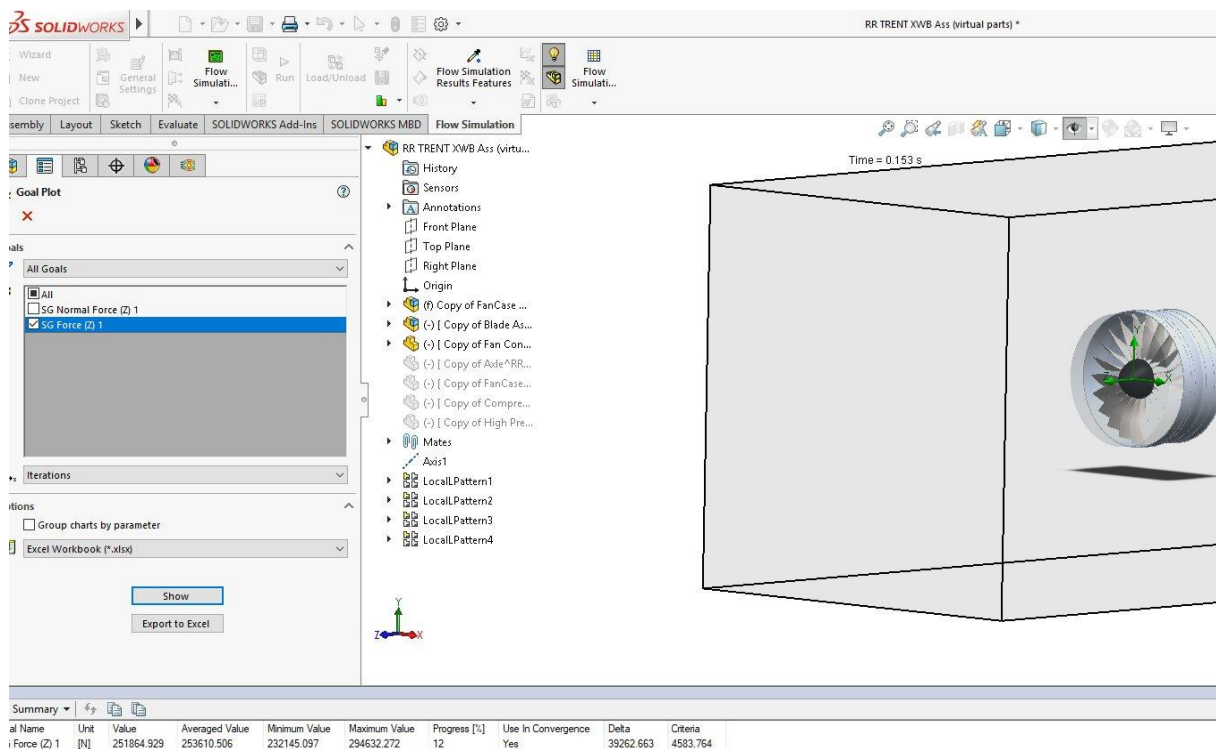 SOLIDWORKS
RR TRENT XWB Ass (virtual parts) *
Wizard
New
Clone Project
General Settings
Flow Simulati...
Run
Load/Unload
Flow Simulation Results Features
Flow Simulati...
sembly Layout Sketch Evaluate SOLIDWORKS Add-Ins SOLIDWORKS MBD Flow Simulation
Goal Plot
als
All Goals
All
SG Normal Force (Z) 1
SG Force (Z) 1
Iterations
tions
Group charts by parameter
Excel Workbook (*.xlsx)
Show
Export to Excel
RR TRENT XWB Ass (virtu...
History
Sensors
Annotations
Front Plane
Top Plane
Right Plane
Origin
(f) Copy of FanCase ...
(-) [ Copy of Blade As...
(-) [ Copy of Fan Con...
(-) [ Copy of Axle^RR...
(-) [ Copy of FanCase...
(-) [ Copy of Compre...
(-) [ Copy of High Pre...
Mates
Axis1
LocalLPattern1
LocalLPattern2
LocalLPattern3
LocalLPattern4
Time = 0.153 s
Y
Z X
Y
Z X
Summary
al Name Unit Value Averaged Value Minimum Value Maximum Value Progress [%] Use In Convergence Delta Criteria
Force (Z) 1 [N] 251864.929 253610.506 232145.097 294632.272 12 Yes 39262.663 4583.764